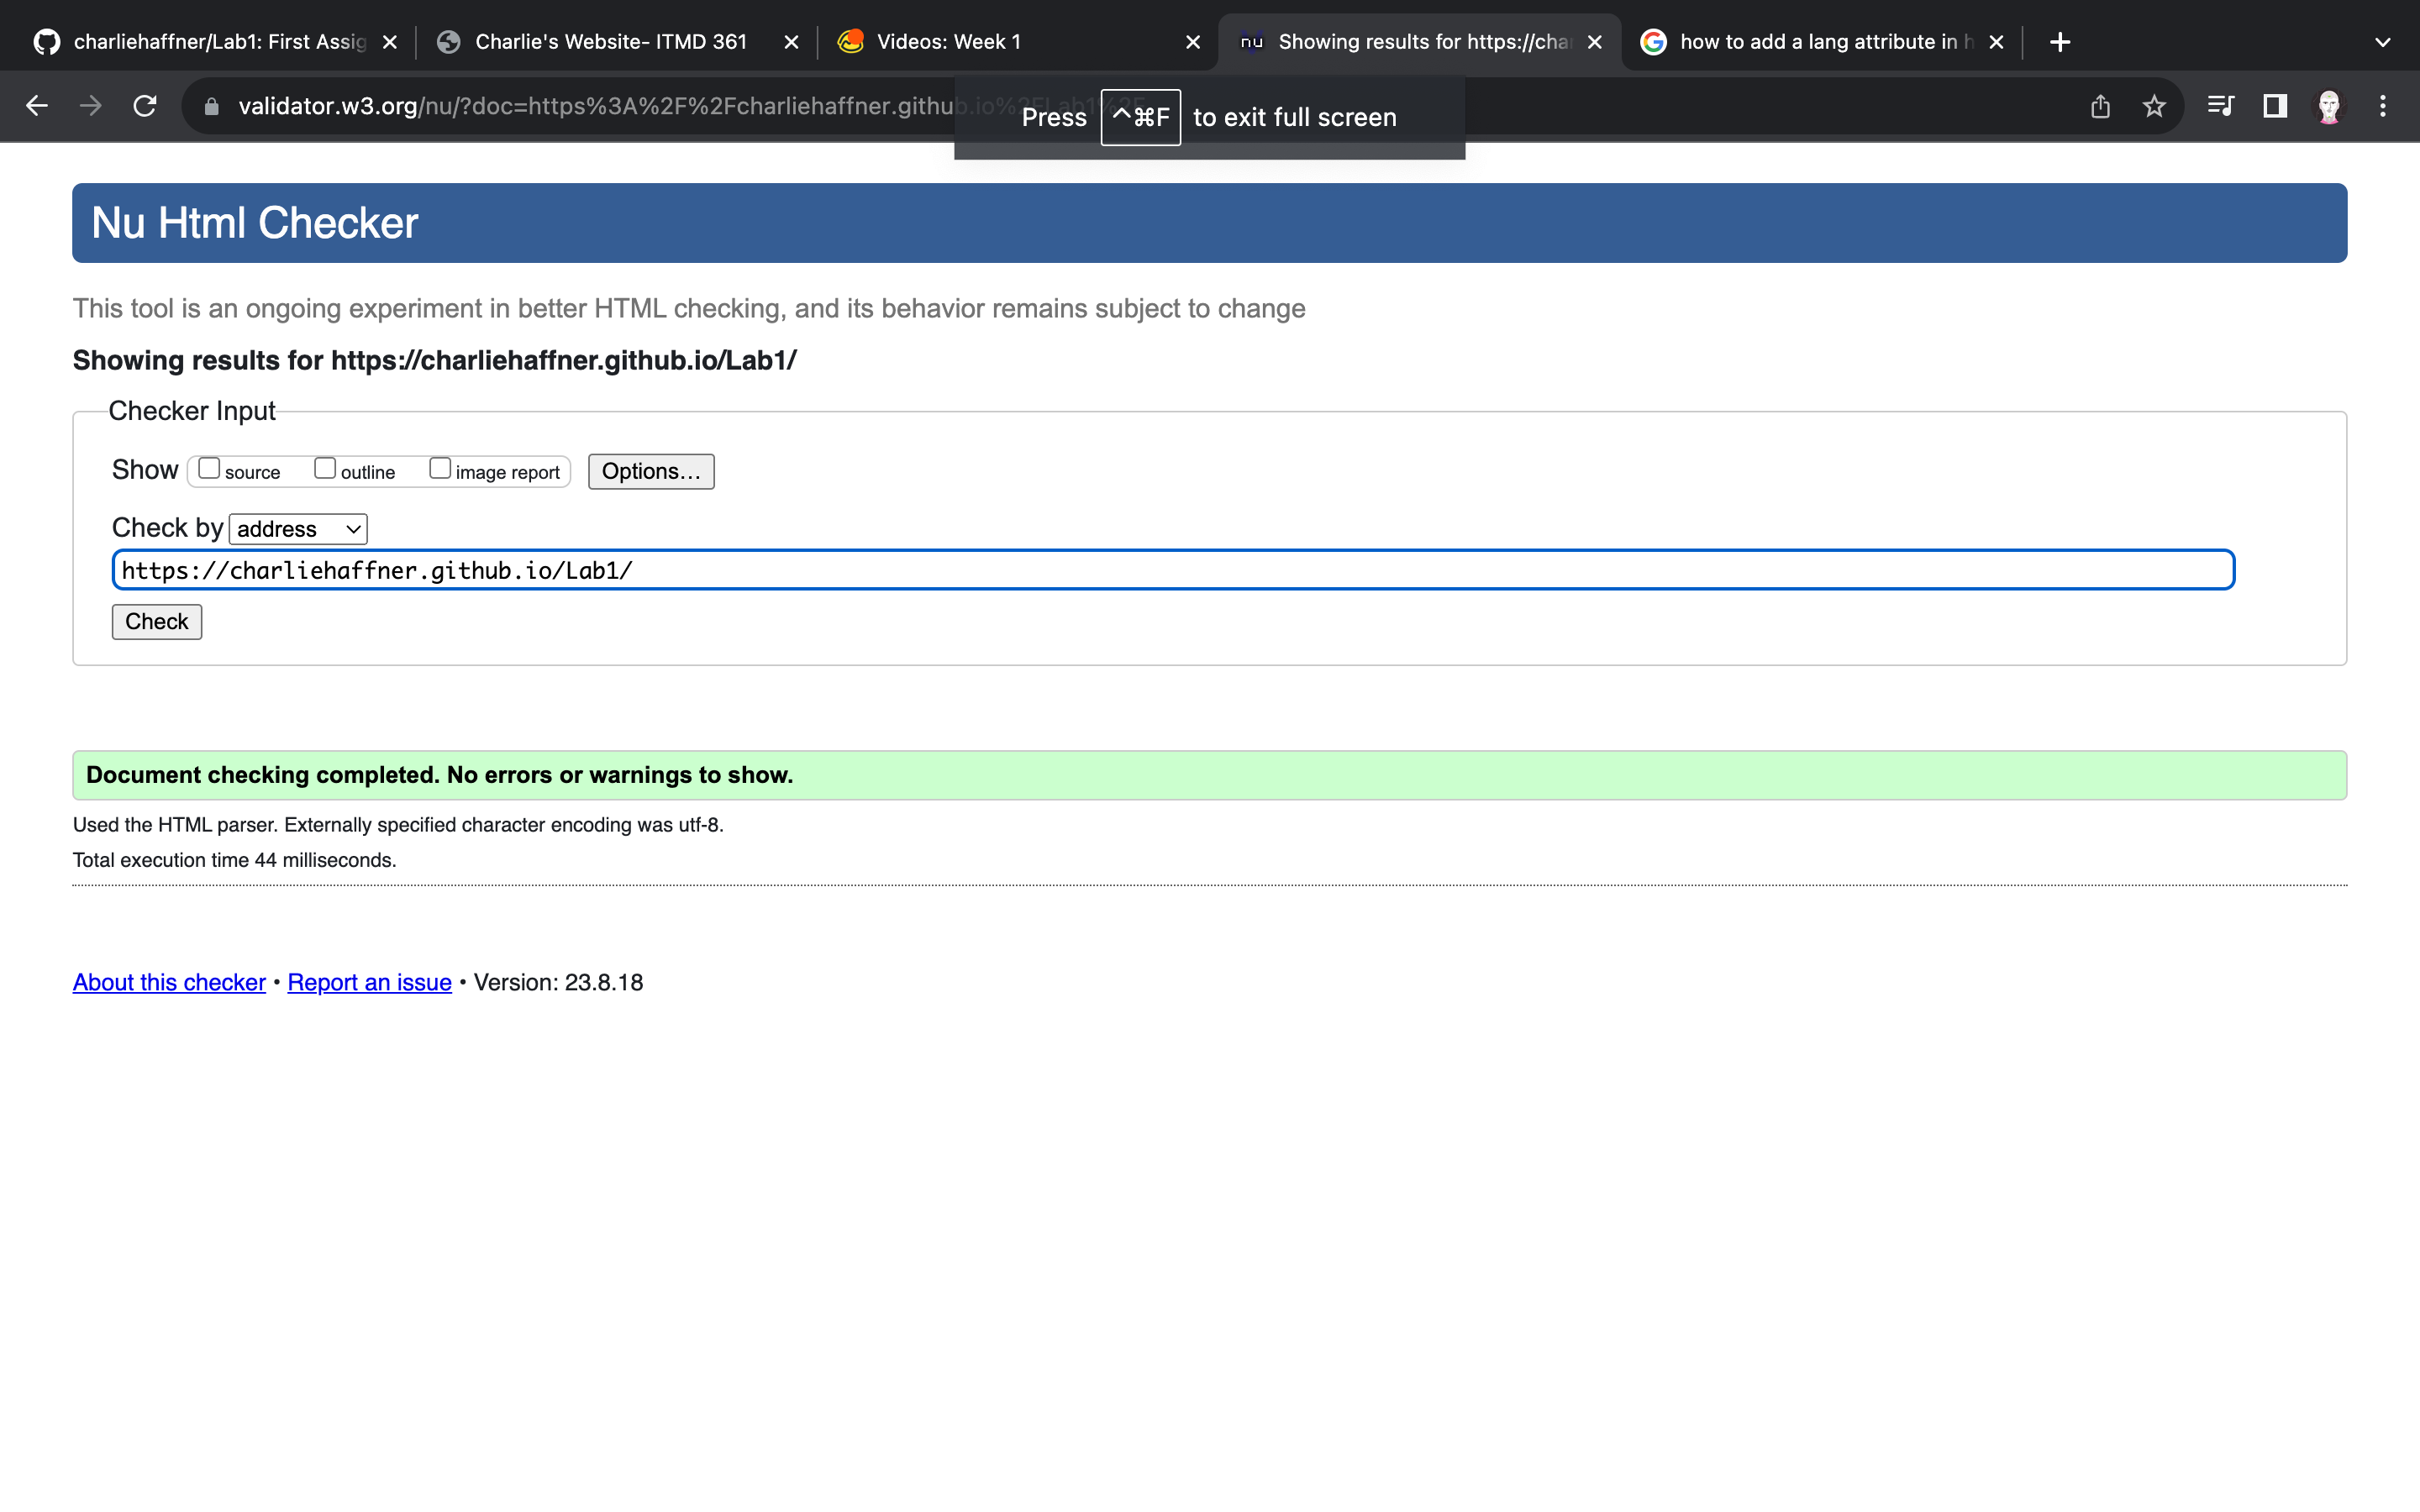 charliehaffner/Lab1: First Assig
Charlie's Website- ITMD 361
Videos: Week 1
nu Showing results for https://cha
how to add a lang attribute in h
validator.w3.org/nu/?doc=https%3A%2F%2Fcharliehaffner.github.io%2FLab1%2F
Press ^⌘F to exit full screen
Nu Html Checker
This tool is an ongoing experiment in better HTML checking, and its behavior remains subject to change
Showing results for https://charliehaffner.github.io/Lab1/
Checker Input
Show source outline image report Options...
Check by address
https://charliehaffner.github.io/Lab1/
Check
Document checking completed. No errors or warnings to show.
Used the HTML parser. Externally specified character encoding was utf-8.
Total execution time 44 milliseconds.
About this checker • Report an issue • Version: 23.8.18